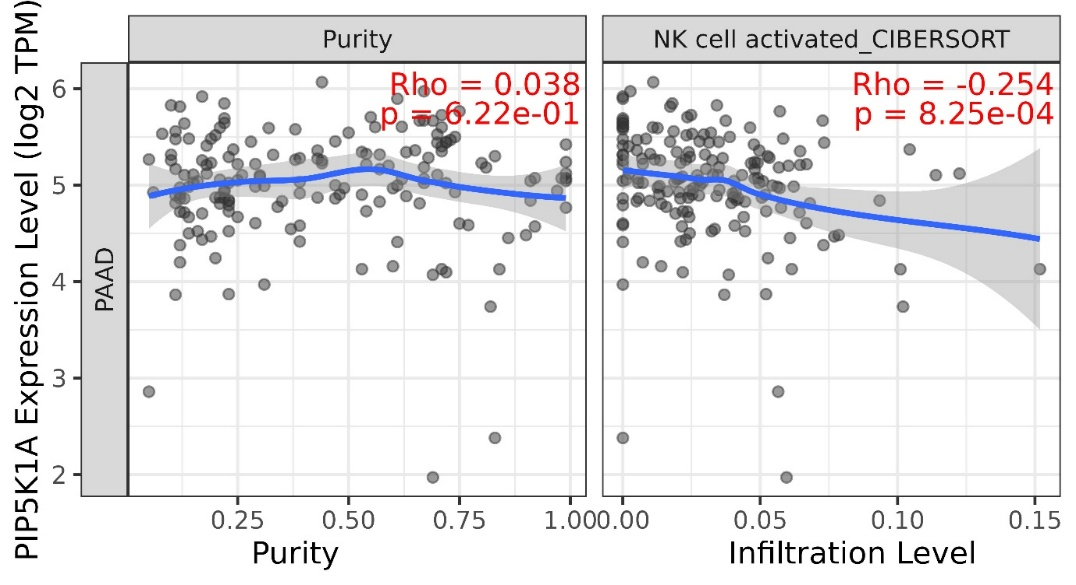 PIP5K1A Expression Level (log2 TPM)
PAAD
Purity
NK cell activated_CIBERSORT
Rho = 0.038
p = 6.22e-01
Rho = -0.254
p = 8.25e-04
6
5
4
3
2
0.25 0.50 0.75 1.00
0.00 0.05 0.10 0.15
Purity
Infiltration Level